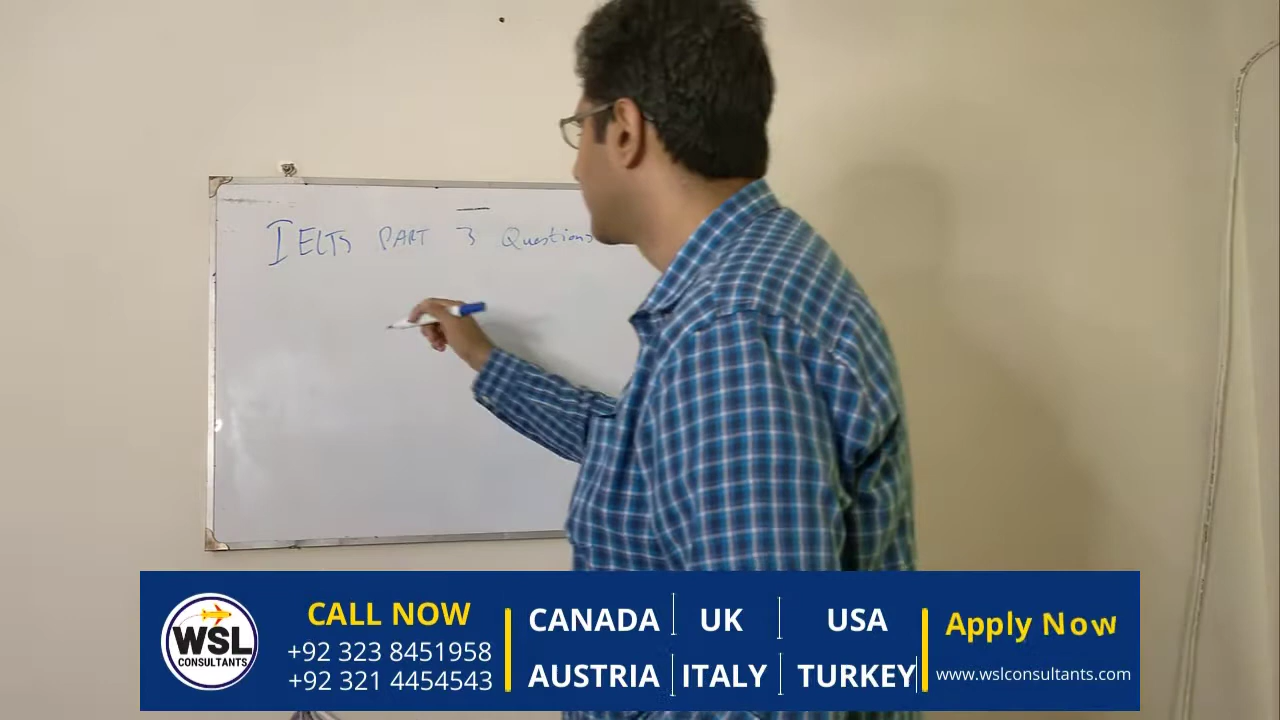 IELTS PART 3 Questions
WSL
CONSULTANTS
CALL NOW
+92 323 8451958
+92 321 4454543
CANADA UK USA
AUSTRIA ITALY TURKEY
Apply Now
www.wslconsultants.com